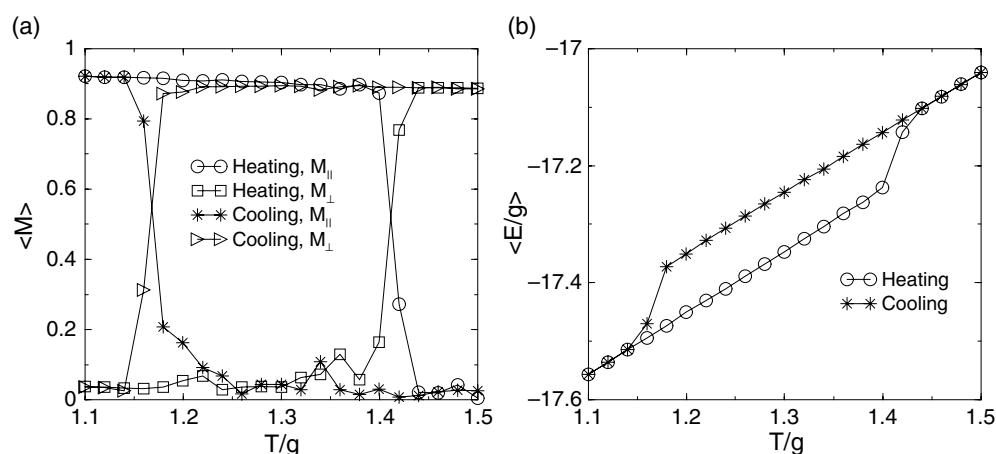 (a)
1
0.8
0.6
0.4
0.2
0
<M>
Heating, M||
Heating, M⊥
Cooling, M||
Cooling, M⊥
1.1 1.2 1.3 1.4 1.5
T/g
(b)
−17
−17.2
−17.4
−17.6
<E/g>
Heating
Cooling
1.1 1.2 1.3 1.4 1.5
T/g